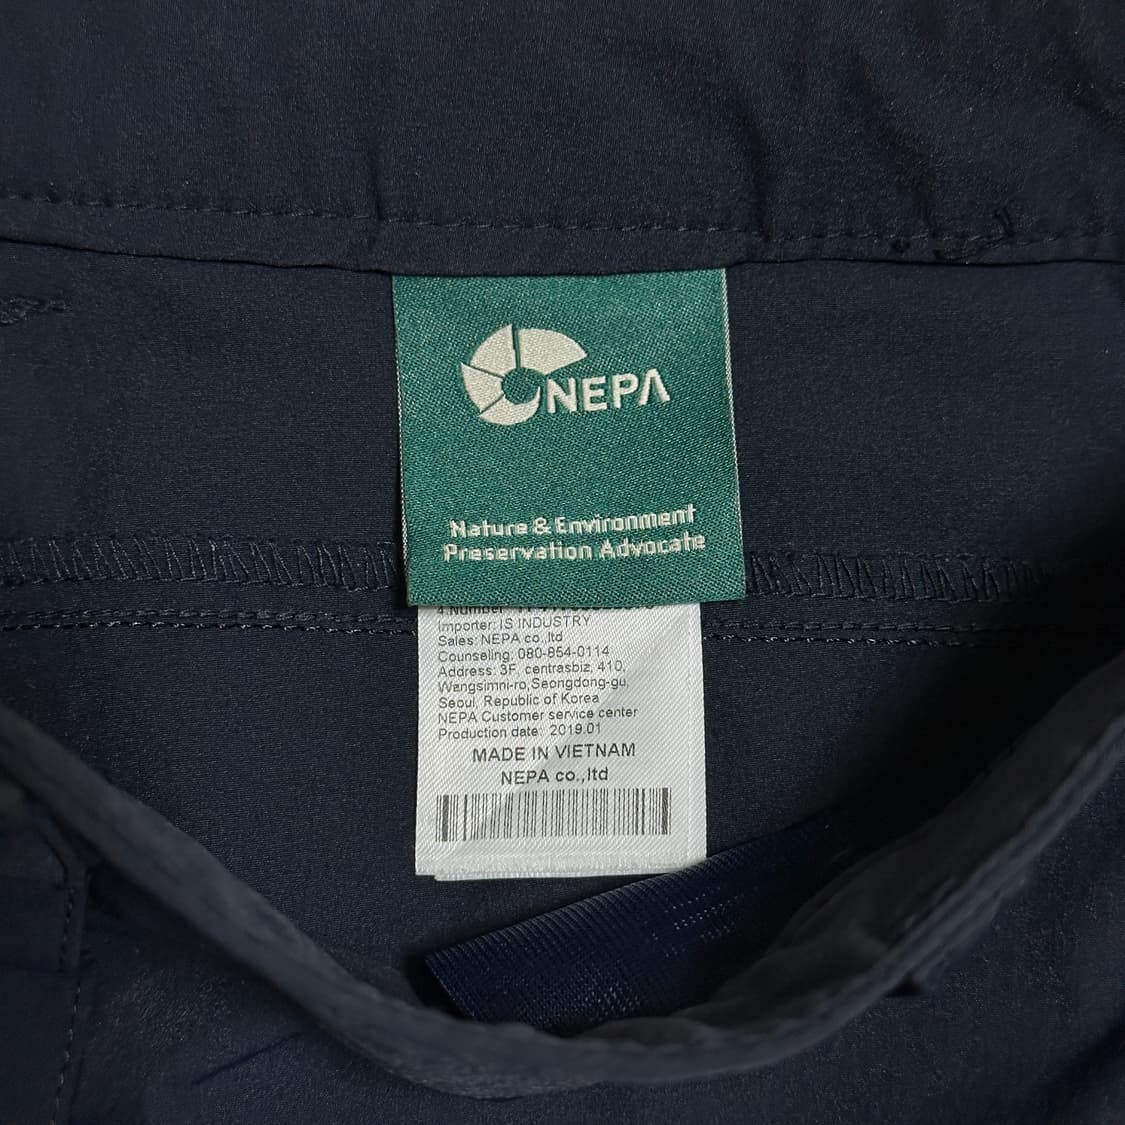 NEPA
Nature & Environment
Preservation Advocate
4.Number
Importer: IS INDUSTRY
Sales: NEPA co.,ltd
Counseling: 080-854-0114
Address: 3F, centrasbiz, 410,
Wangsimni-ro,Seongdong-gu,
Seoul, Republic of Korea
NEPA Customer service center
Production date: 2019.01
MADE IN VIETNAM
NEPA co.,ltd